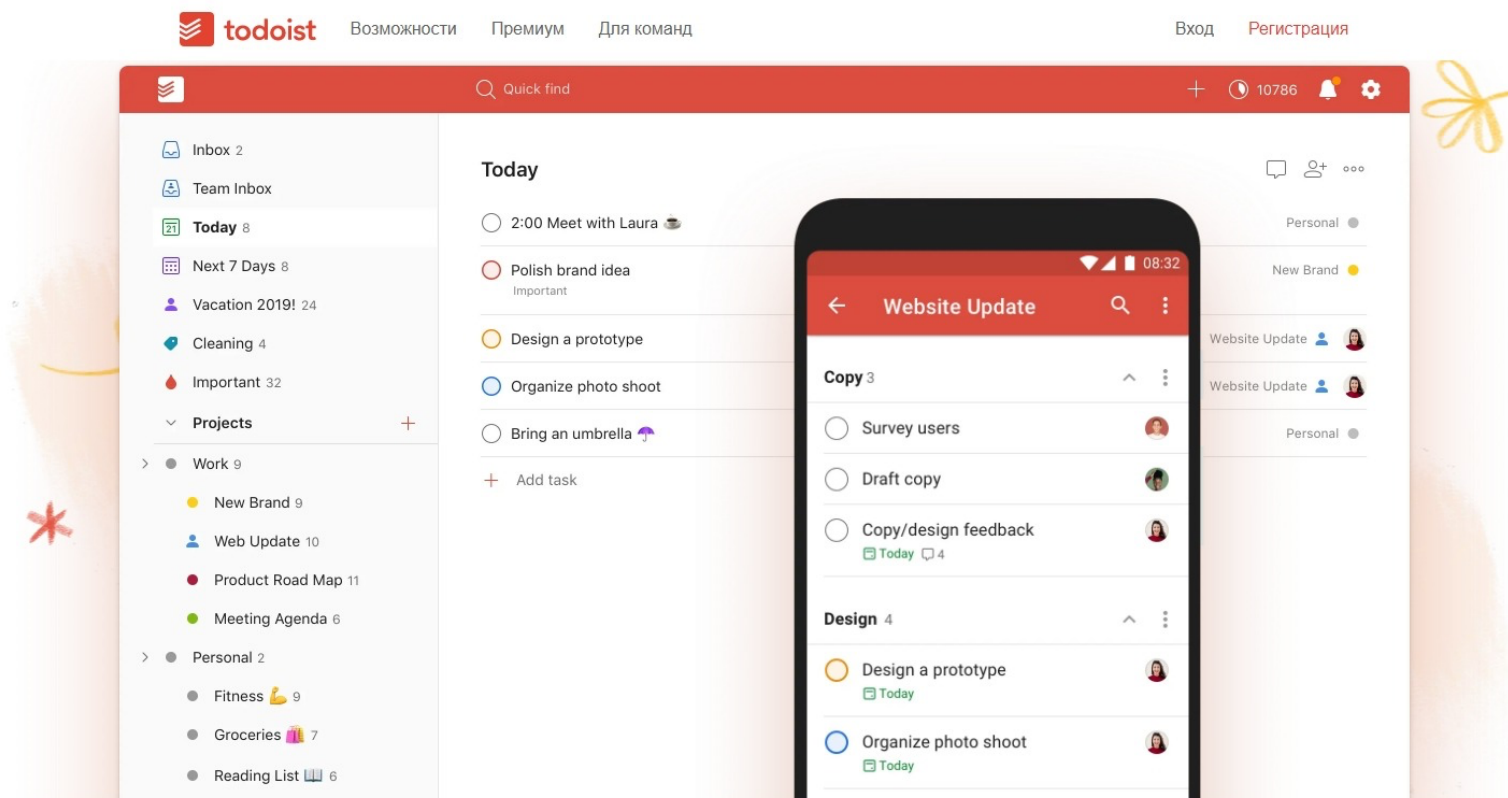 todoist Возможности Премиум Для команд Вход Регистрация
Quick find 10786
Inbox 2
Team Inbox
21 Today 8
Next 7 Days 8
Vacation 2019! 24
Cleaning 4
Important 32
Projects
Work 9
New Brand 9
Web Update 10
Product Road Map 11
Meeting Agenda 6
Personal 2
Fitness 💪 9
Groceries 🛍️ 7
Reading List 📖 6
Today
2:00 Meet with Laura ☕ Personal
Polish brand idea New Brand
Important
Design a prototype Website Update
Organize photo shoot Website Update
Bring an umbrella ☂️ Personal
+ Add task
08:32
Website Update
Copy 3
Survey users
Draft copy
Copy/design feedback
Today 4
Design 4
Design a prototype
Today
Organize photo shoot
Today